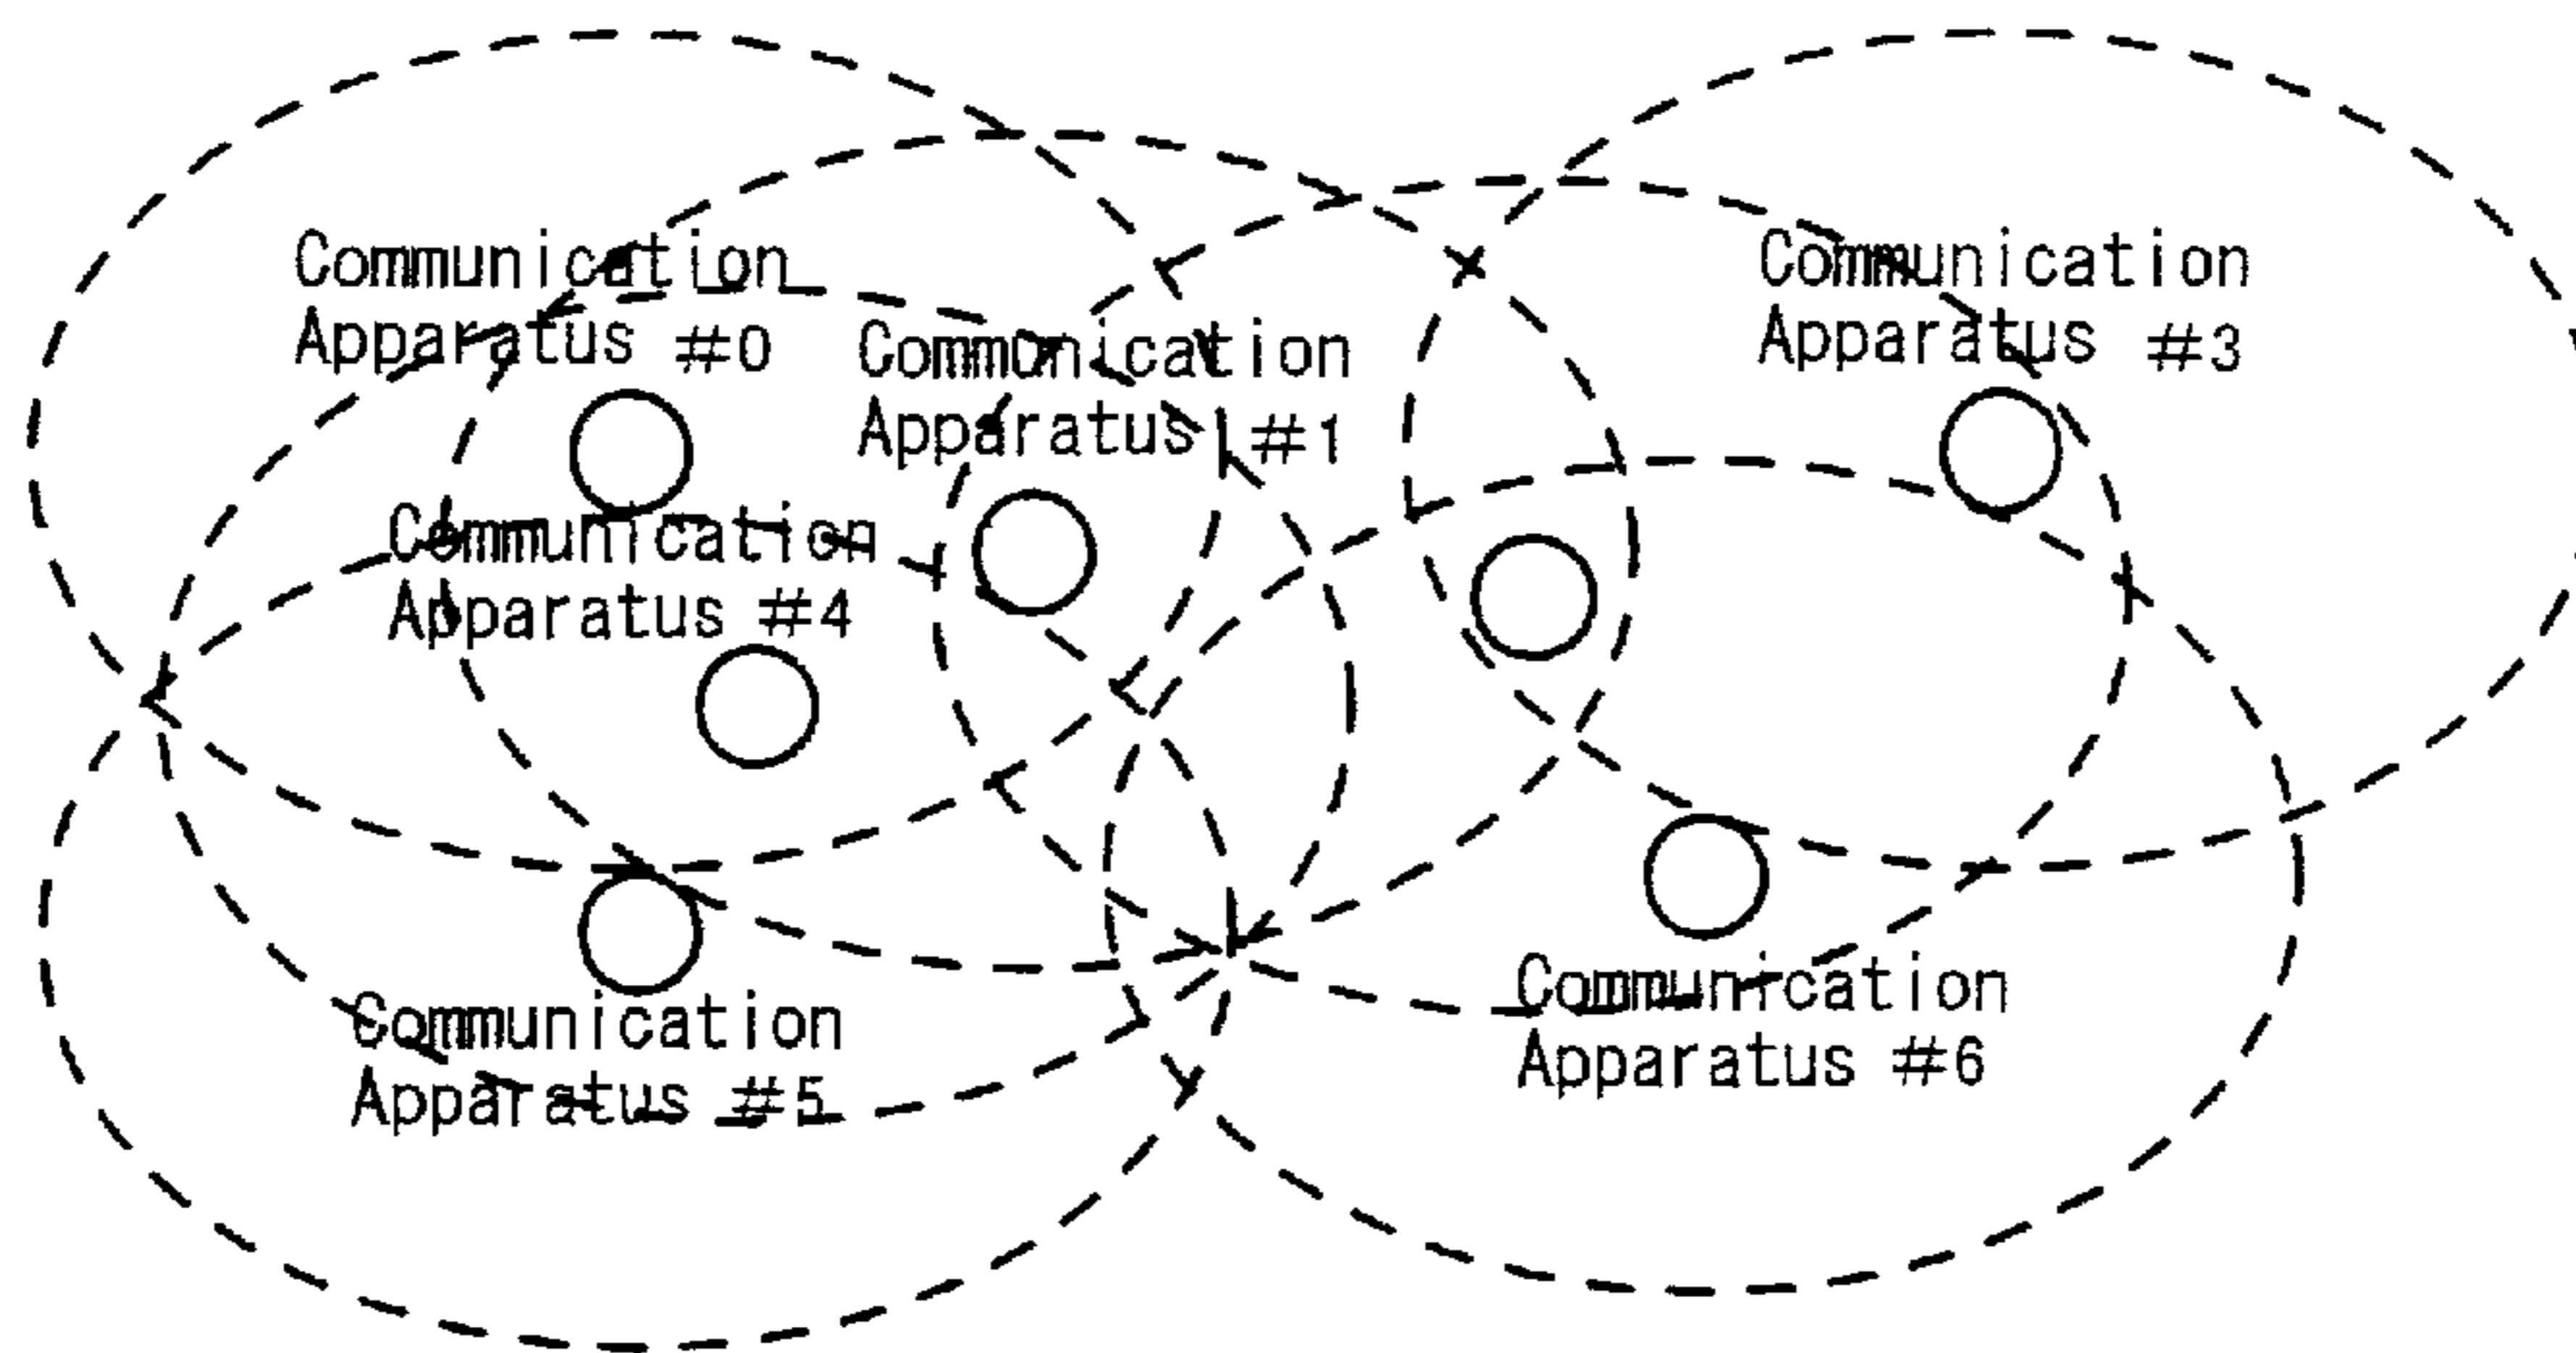 Communication
Apparatus #0
Communication
Apparatus #1
Communication
Apparatus #3
Communication
Apparatus #4
Communication
Apparatus #5
Communication
Apparatus #6